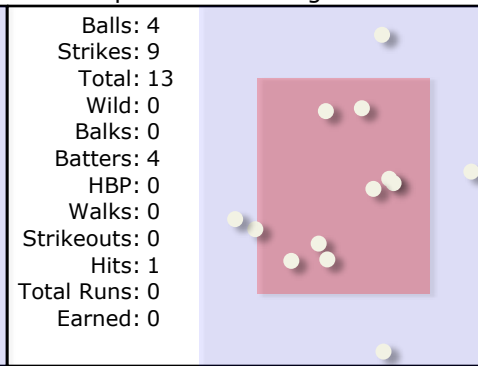 Balls: 4
Strikes: 9
Total: 13
Wild: 0
Balks: 0
Batters: 4
HBP: 0
Walks: 0
Strikeouts: 0
Hits: 1
Total Runs: 0
Earned: 0